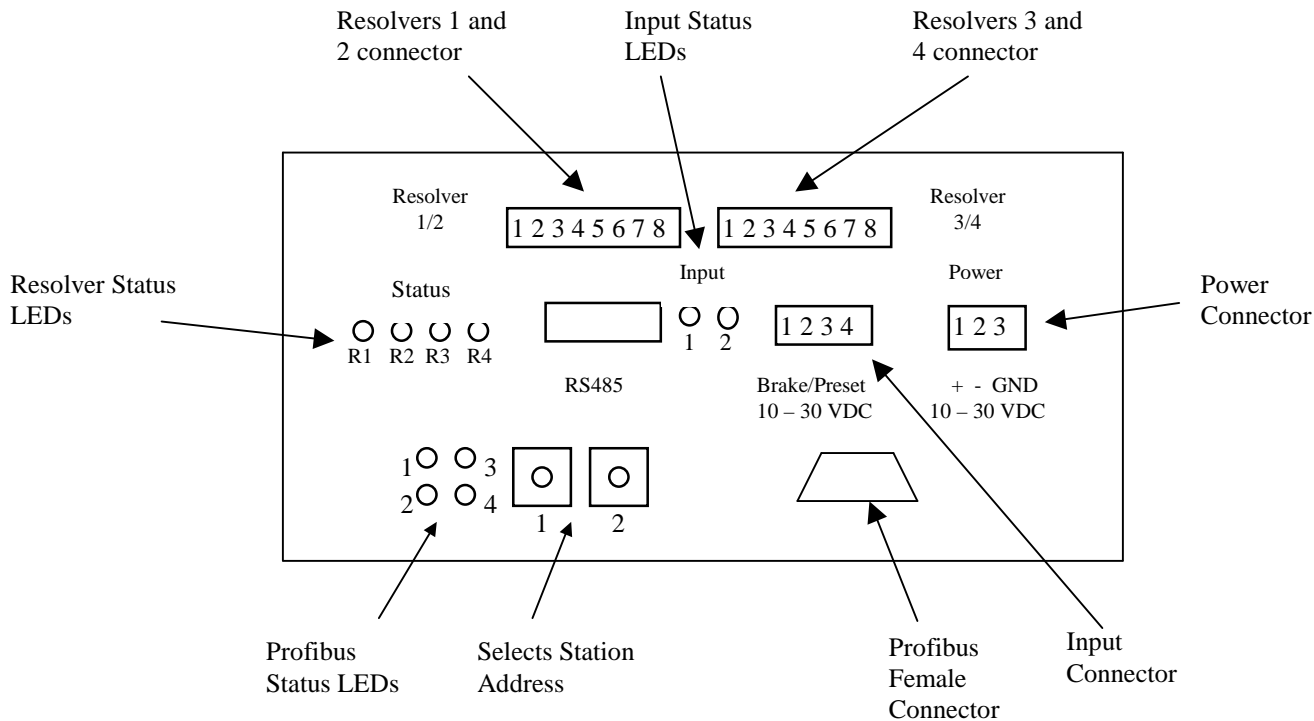 Resolvers 1 and
2 connector
Input Status
LEDs
Resolvers 3 and
4 connector
Resolver
1/2
1 2 3 4 5 6 7 8
1 2 3 4 5 6 7 8
Resolver
3/4
Resolver Status
LEDs
Status
R1 R2 R3 R4
Input
1 2
1 2 3 4
Power
1 2 3
Power
Connector
RS485
Brake/Preset
10 – 30 VDC
+ - GND
10 – 30 VDC
1 3
2 4
1 2
Profibus
Status LEDs
Selects Station
Address
Profibus
Female
Connector
Input
Connector